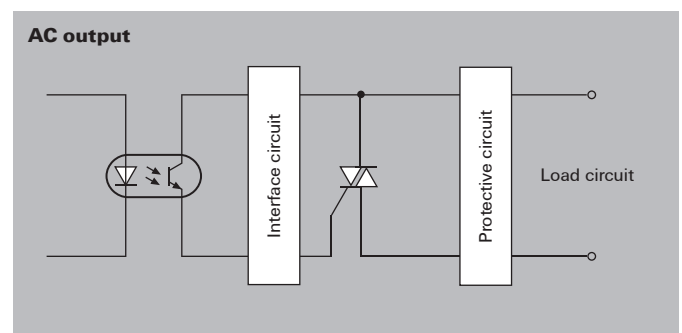 AC output
Interface circuit
Protective circuit
Load circuit